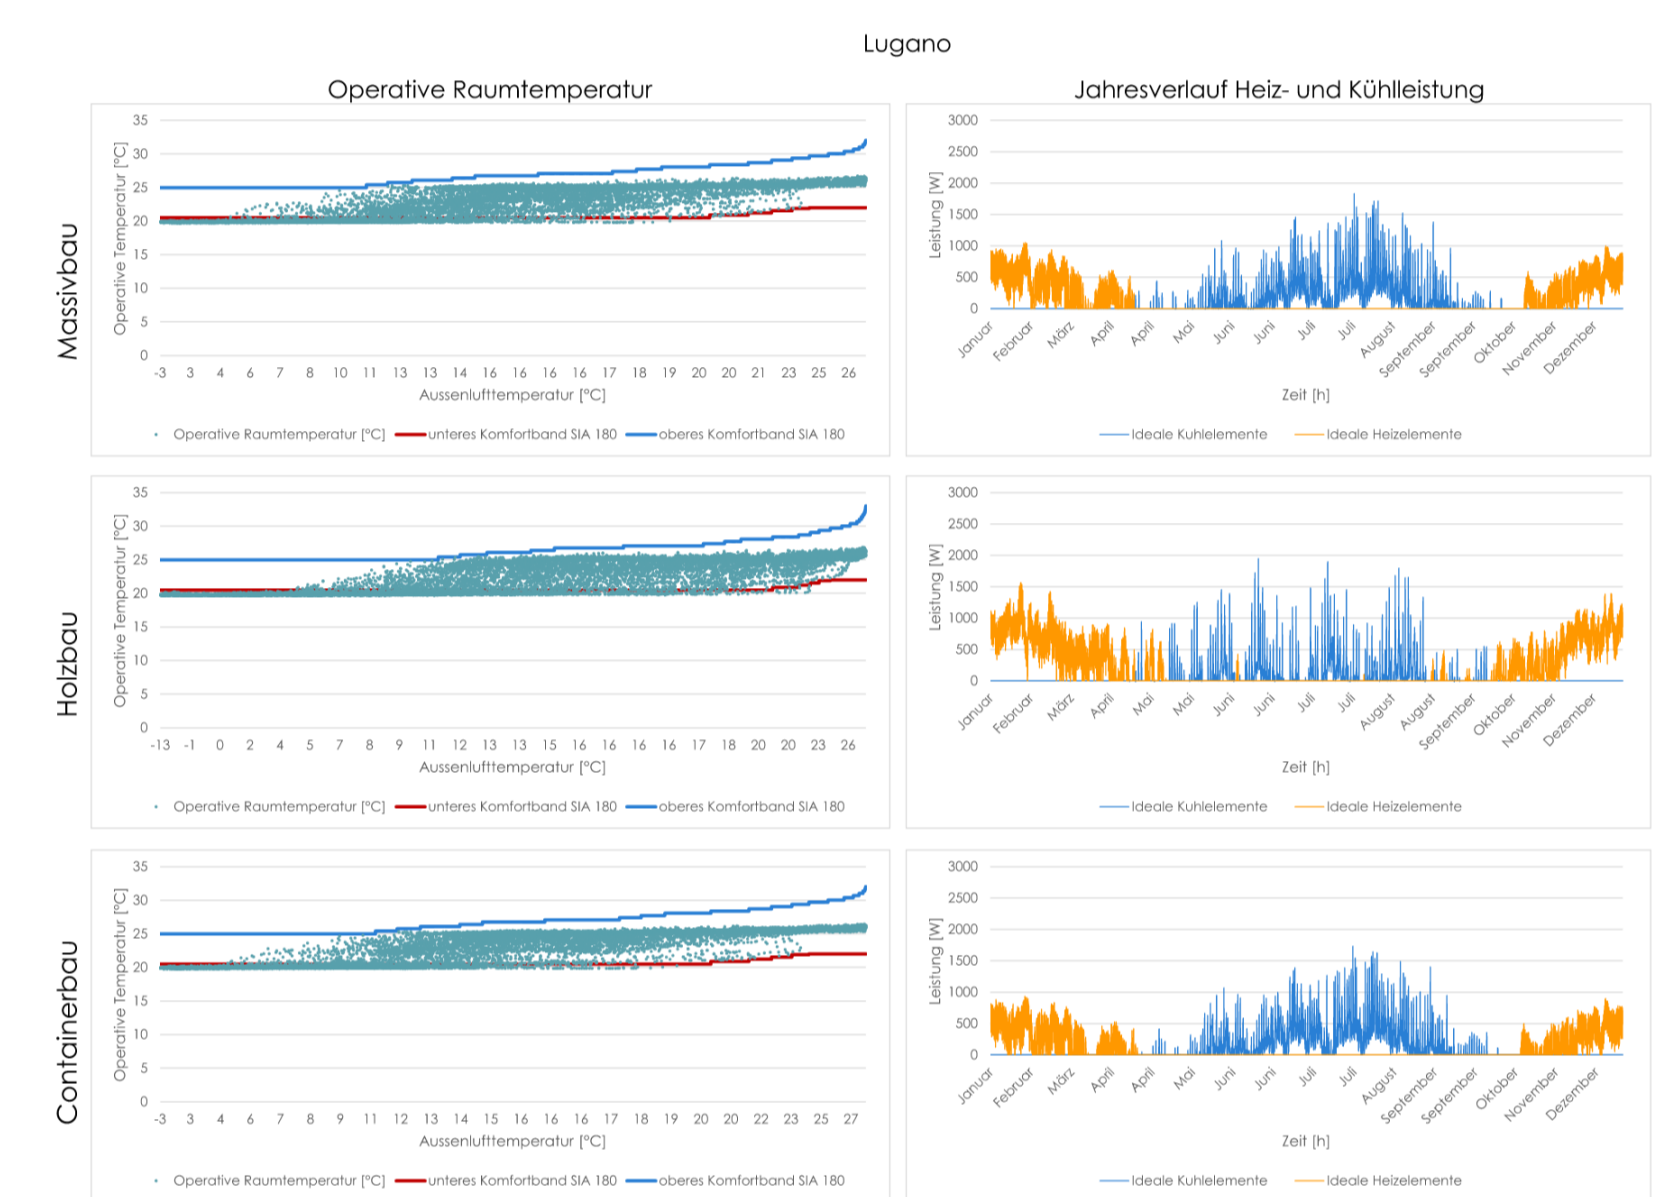 Lugano
Operative Raumtemperatur
Jahresverlauf Heiz- und Kühlleistung
Massivbau
Operative Temperatur [°C]
35
30
25
20
15
10
5
0
-3 3 4 6 7 8 10 11 13 13 14 15 16 16 17 18 19 20 20 21 23 25 26
Aussenlufttemperatur [°C]
Operative Raumtemperatur [°C] unteres Komfortband SIA 180 oberes Komfortband SIA 180
Leistung [W]
3000
2500
2000
1500
1000
500
0
Januar Februar März April April Mai Juni Juni Juli Juli August September September Oktober November Dezember
Zeit [h]
Ideale Kuhlelemente Ideale Heizelemente
Holzbau
Operative Temperatur [°C]
35
30
25
20
15
10
5
0
-13 -1 0 2 4 5 7 8 9 11 12 13 13 15 16 16 16 17 18 20 20 23 26
Aussenlufttemperatur [°C]
Operative Raumtemperatur [°C] unteres Komfortband SIA 180 oberes Komfortband SIA 180
Leistung [W]
3000
2500
2000
1500
1000
500
0
Januar Februar März April Mai Mai Juni Juni Juli Juli August August September Oktober November Dezember
Zeit [h]
Ideale Kuhlelemente Ideale Heizelemente
Containerbau
Operative Temperatur [°C]
35
30
25
20
15
10
5
0
-3 3 4 6 7 8 9 11 12 13 14 15 16 16 17 18 19 20 20 22 23 25 27
Aussenlufttemperatur [°C]
Operative Raumtemperatur [°C] unteres Komfortband SIA 180 oberes Komfortband SIA 180
Leistung [W]
3000
2500
2000
1500
1000
500
0
Januar Februar März April April Mai Juni Juni Juli Juli August September September Oktober November Dezember
Zeit [h]
Ideale Kuhlelemente Ideale Heizelemente